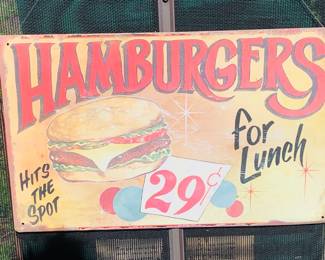 HAMBURGERS
for
Lunch
HITS
THE
SPOT
29¢